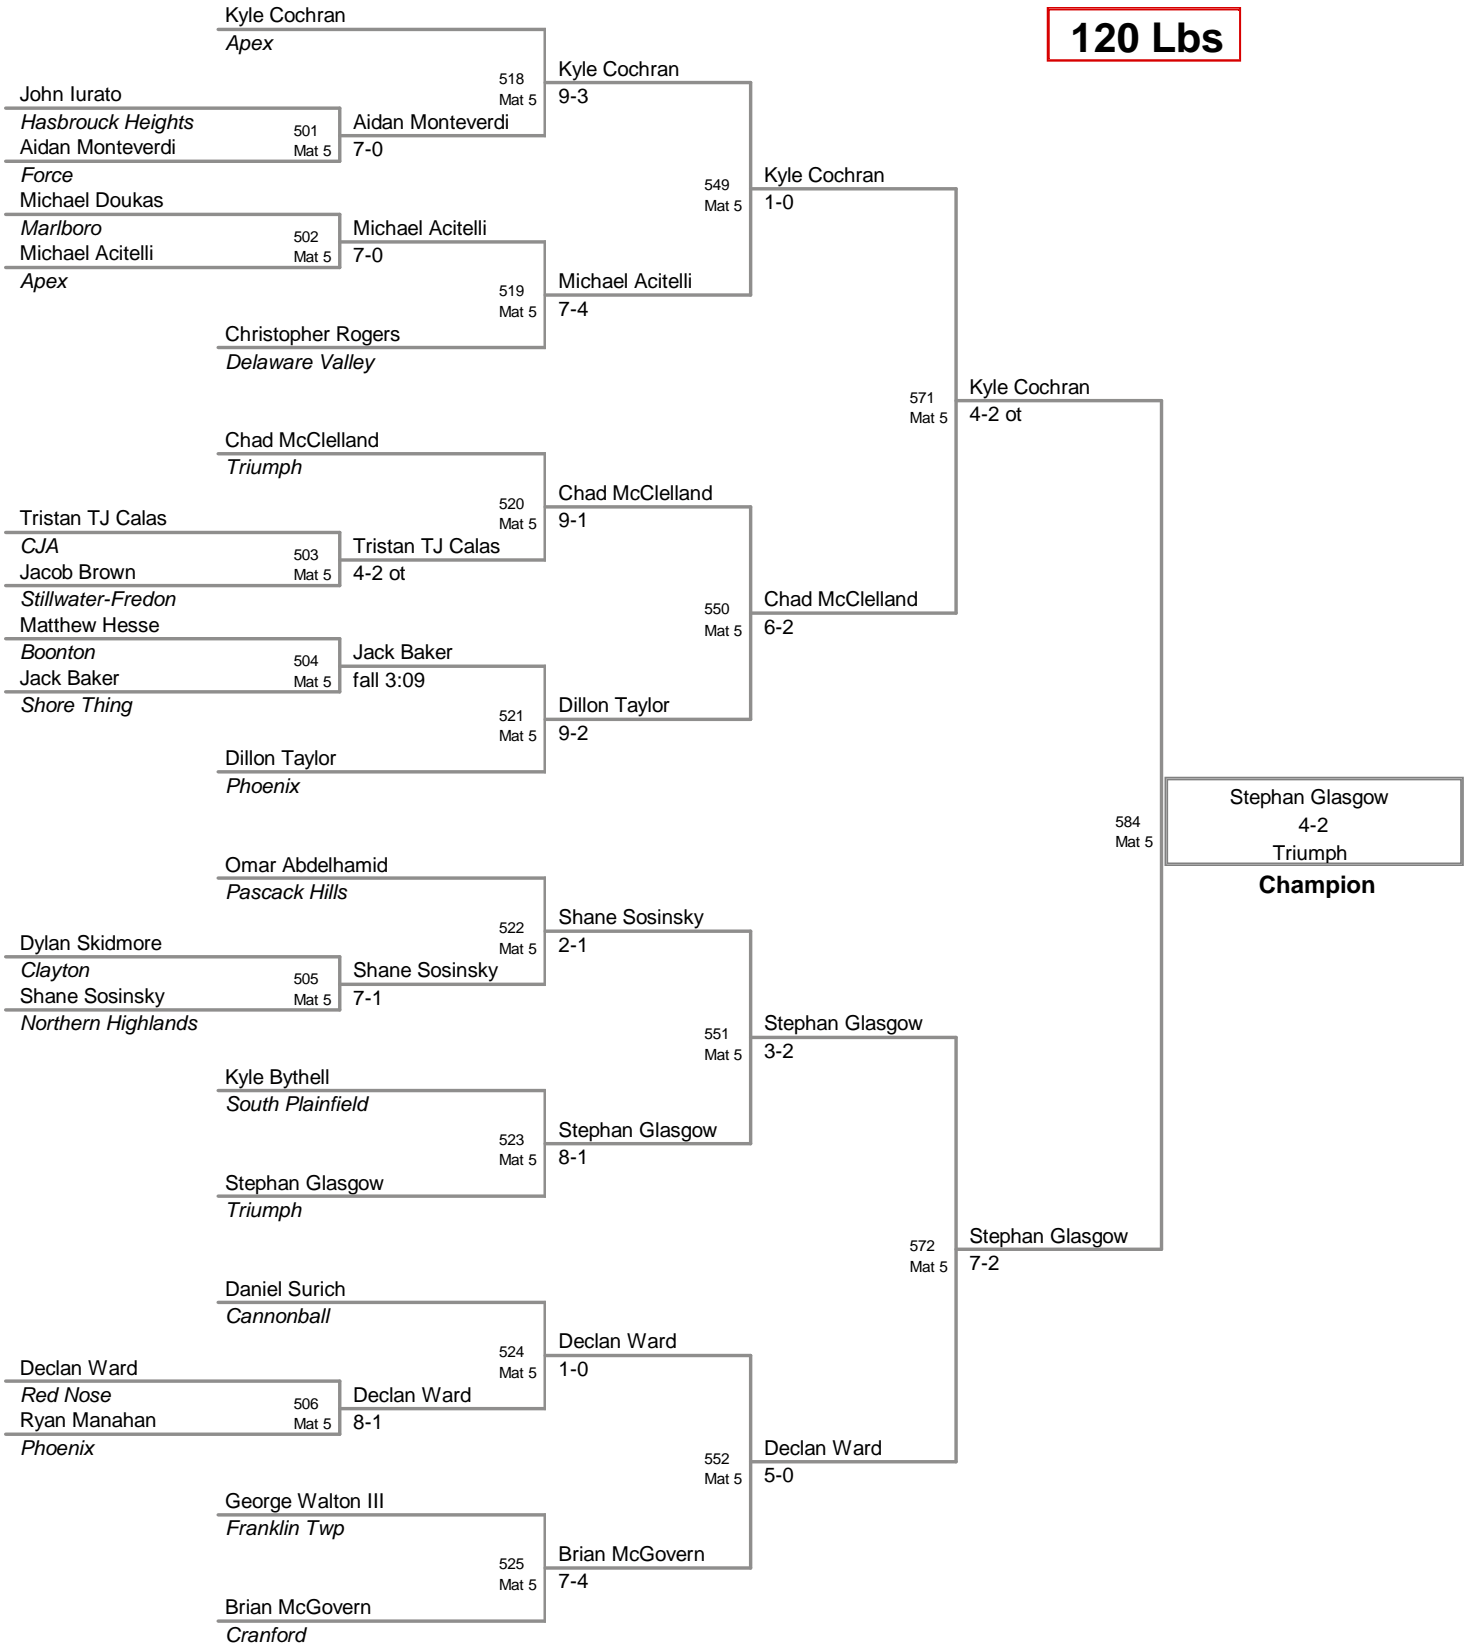 Kyle Cochran
Apex
120 Lbs
518
Mat 5
Kyle Cochran
9-3
John Iurato
Hasbrouck Heights
501
Mat 5
Aidan Monteverdi
7-0
Aidan Monteverdi
Force
549
Mat 5
Kyle Cochran
1-0
Michael Doukas
Marlboro
502
Mat 5
Michael Acitelli
7-0
Michael Acitelli
Apex
519
Mat 5
Michael Acitelli
7-4
Christopher Rogers
Delaware Valley
571
Mat 5
Kyle Cochran
4-2 ot
Chad McClelland
Triumph
520
Mat 5
Chad McClelland
9-1
Tristan TJ Calas
CJA
503
Mat 5
Tristan TJ Calas
4-2 ot
Jacob Brown
Stillwater-Fredon
550
Mat 5
Chad McClelland
6-2
Matthew Hesse
Boonton
504
Mat 5
Jack Baker
fall 3:09
Jack Baker
Shore Thing
521
Mat 5
Dillon Taylor
9-2
Dillon Taylor
Phoenix
584
Mat 5
Stephan Glasgow
4-2
Triumph
Champion
Omar Abdelhamid
Pascack Hills
522
Mat 5
Shane Sosinsky
2-1
Dylan Skidmore
Clayton
505
Mat 5
Shane Sosinsky
7-1
Shane Sosinsky
Northern Highlands
551
Mat 5
Stephan Glasgow
3-2
Kyle Bythell
South Plainfield
523
Mat 5
Stephan Glasgow
8-1
Stephan Glasgow
Triumph
572
Mat 5
Stephan Glasgow
7-2
Daniel Surich
Cannonball
524
Mat 5
Declan Ward
1-0
Declan Ward
Red Nose
506
Mat 5
Declan Ward
8-1
Ryan Manahan
Phoenix
552
Mat 5
Declan Ward
5-0
George Walton III
Franklin Twp
525
Mat 5
Brian McGovern
7-4
Brian McGovern
Cranford